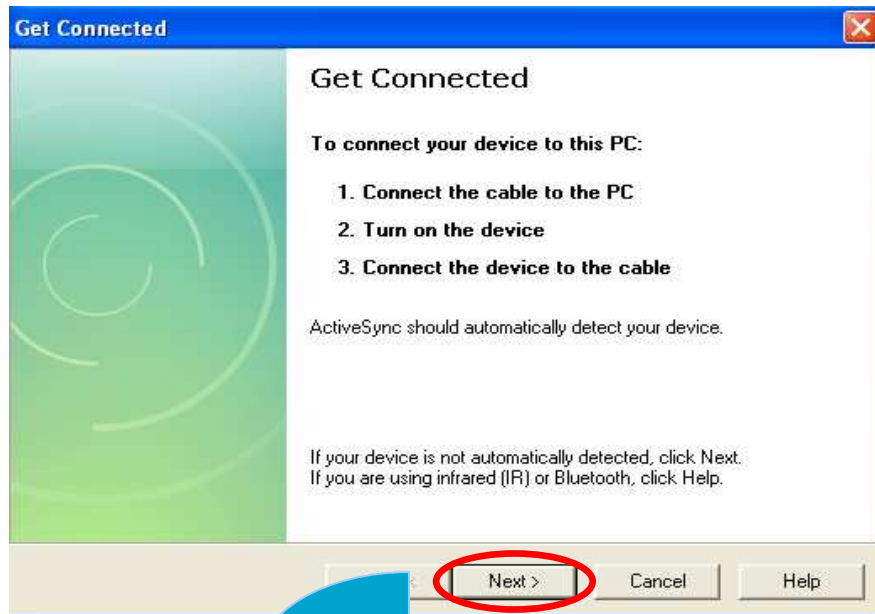 Get Connected
Get Connected
To connect your device to this PC:
1. Connect the cable to the PC
2. Turn on the device
3. Connect the device to the cable
ActiveSync should automatically detect your device.
If your device is not automatically detected, click Next.
If you are using infrared (IR) or Bluetooth, click Help.
Next >
Cancel
Help